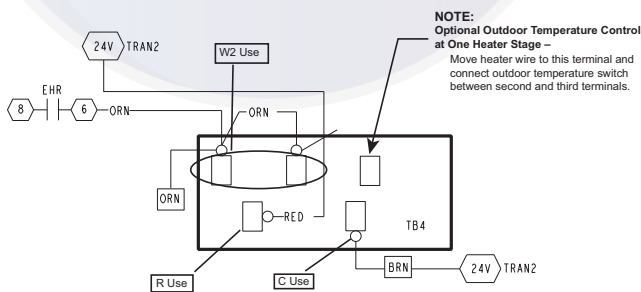 NOTE:
Optional Outdoor Temperature Control
at One Heater Stage –
Move heater wire to this terminal and
connect outdoor temperature switch
between second and third terminals.
24V TRAN2
W2 Use
EHR
8 6 ORN
ORN
ORN
RED
TB4
R Use
C Use
BRN
24V TRAN2